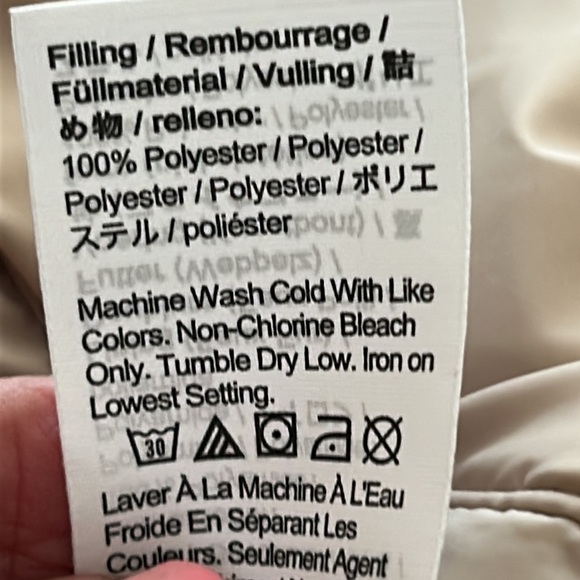 Filling / Rembourrage /
Füllmaterial / Vulling / 詰
め物 / relleno:
100% Polyester / Polyester /
Polyester / Polyester / ポリエ
ステル / poliéster
Machine Wash Cold With Like
Colors. Non-Chlorine Bleach
Only. Tumble Dry Low. Iron on
Lowest Setting.
30
Laver À La Machine À L'Eau
Froide En Séparant Les
Couleurs. Seulement Agent